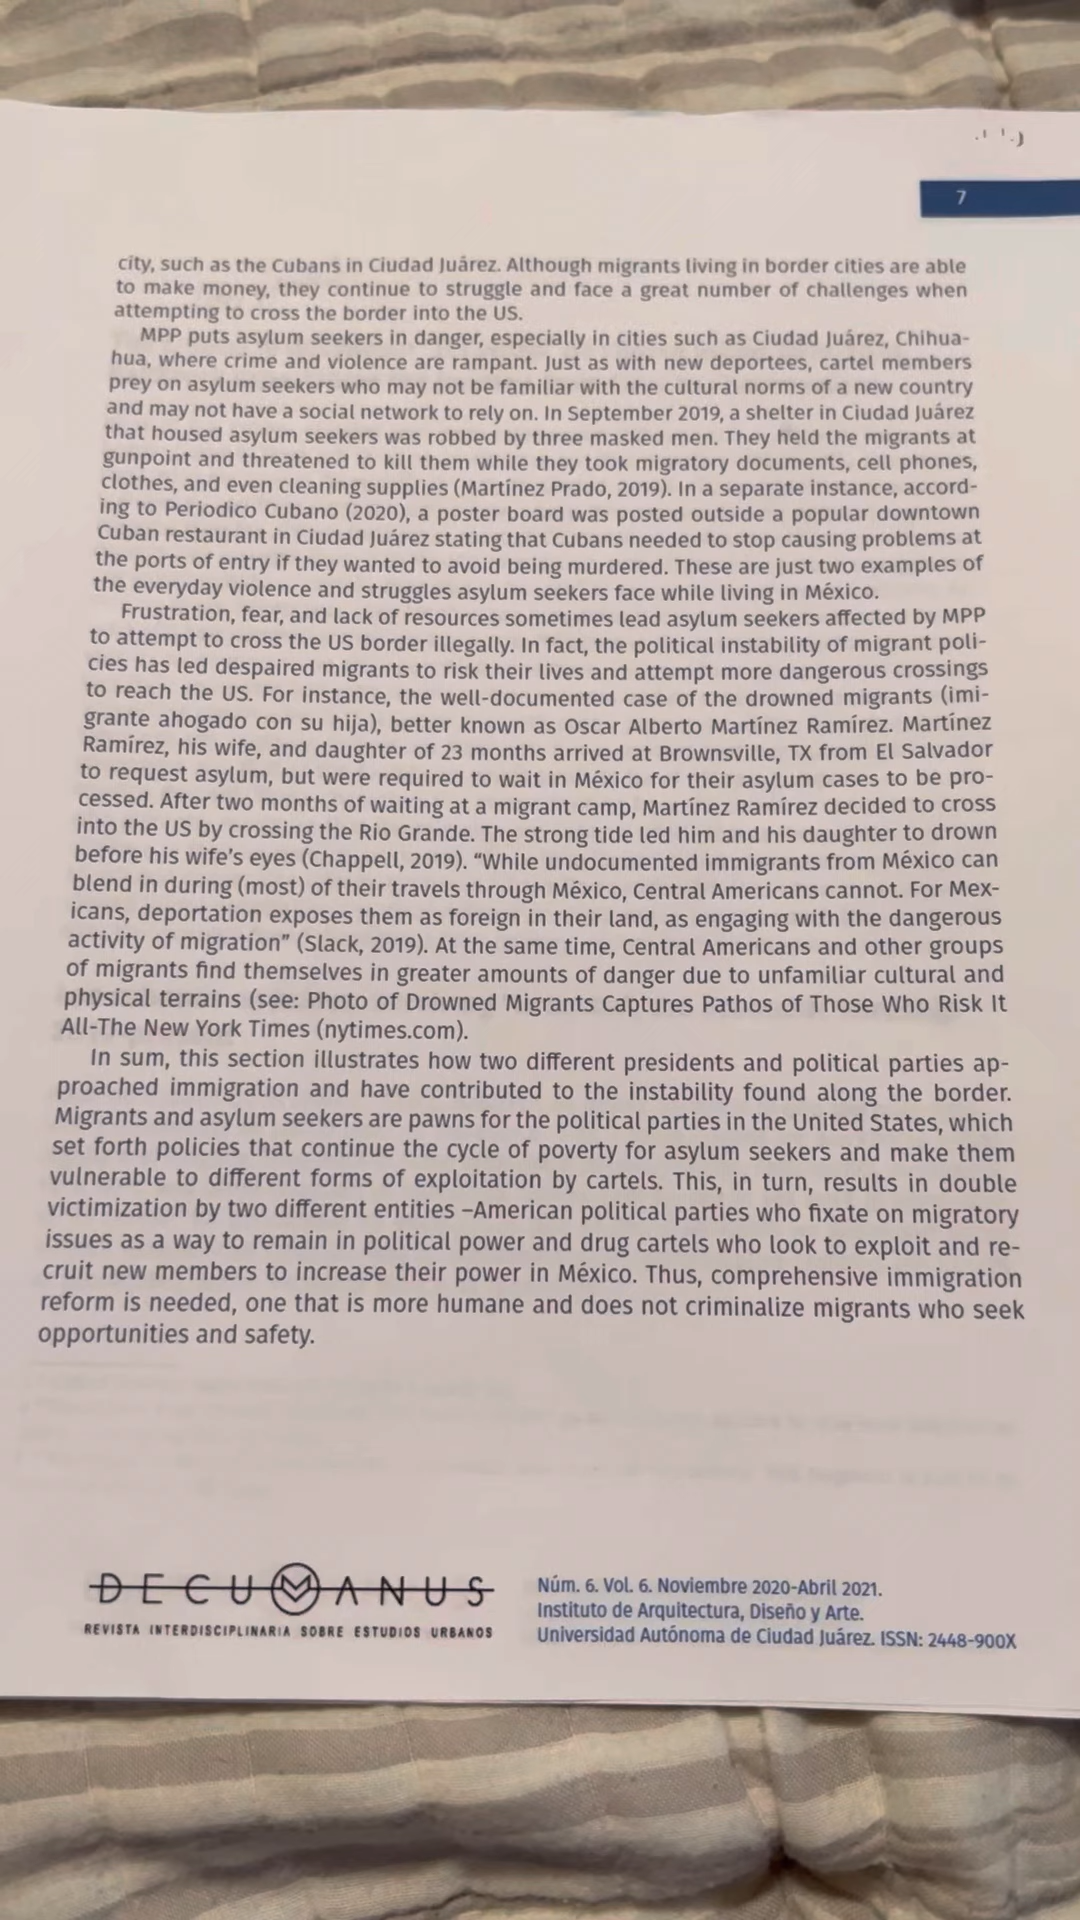 7
city, such as the Cubans in Ciudad Juárez. Although migrants living in border cities are able
to make money, they continue to struggle and face a great number of challenges when
attempting to cross the border into the US.
MPP puts asylum seekers in danger, especially in cities such as Ciudad Juárez, Chihua-
hua, where crime and violence are rampant. Just as with new deportees, cartel members
prey on asylum seekers who may not be familiar with the cultural norms of a new country
and may not have a social network to rely on. In September 2019, a shelter in Ciudad Juárez
that housed asylum seekers was robbed by three masked men. They held the migrants at
gunpoint and threatened to kill them while they took migratory documents, cell phones,
clothes, and even cleaning supplies (Martínez Prado, 2019). In a separate instance, accord-
ing to Periodico Cubano (2020), a poster board was posted outside a popular downtown
Cuban restaurant in Ciudad Juárez stating that Cubans needed to stop causing problems at
the ports of entry if they wanted to avoid being murdered. These are just two examples of
the everyday violence and struggles asylum seekers face while living in México.
Frustration, fear, and lack of resources sometimes lead asylum seekers affected by MPP
to attempt to cross the US border illegally. In fact, the political instability of migrant poli-
cies has led despaired migrants to risk their lives and attempt more dangerous crossings
to reach the US. For instance, the well-documented case of the drowned migrants (imi-
grante ahogado con su hija), better known as Oscar Alberto Martínez Ramírez. Martínez
Ramírez, his wife, and daughter of 23 months arrived at Brownsville, TX from El Salvador
to request asylum, but were required to wait in México for their asylum cases to be pro-
cessed. After two months of waiting at a migrant camp, Martínez Ramírez decided to cross
into the US by crossing the Rio Grande. The strong tide led him and his daughter to drown
before his wife's eyes (Chappell, 2019). “While undocumented immigrants from México can
blend in during (most) of their travels through México, Central Americans cannot. For Mex-
icans, deportation exposes them as foreign in their land, as engaging with the dangerous
activity of migration” (Slack, 2019). At the same time, Central Americans and other groups
of migrants find themselves in greater amounts of danger due to unfamiliar cultural and
physical terrains (see: Photo of Drowned Migrants Captures Pathos of Those Who Risk It
All-The New York Times (nytimes.com).
In sum, this section illustrates how two different presidents and political parties ap-
proached immigration and have contributed to the instability found along the border.
Migrants and asylum seekers are pawns for the political parties in the United States, which
set forth policies that continue the cycle of poverty for asylum seekers and make them
vulnerable to different forms of exploitation by cartels. This, in turn, results in double
victimization by two different entities –American political parties who fixate on migratory
issues as a way to remain in political power and drug cartels who look to exploit and re-
cruit new members to increase their power in México. Thus, comprehensive immigration
reform is needed, one that is more humane and does not criminalize migrants who seek
opportunities and safety.
DECUMANUS
REVISTA INTERDISCIPLINARIA SOBRE ESTUDIOS URBANOS
Núm. 6. Vol. 6. Noviembre 2020-Abril 2021.
Instituto de Arquitectura, Diseño y Arte.
Universidad Autónoma de Ciudad Juárez. ISSN: 2448-900X